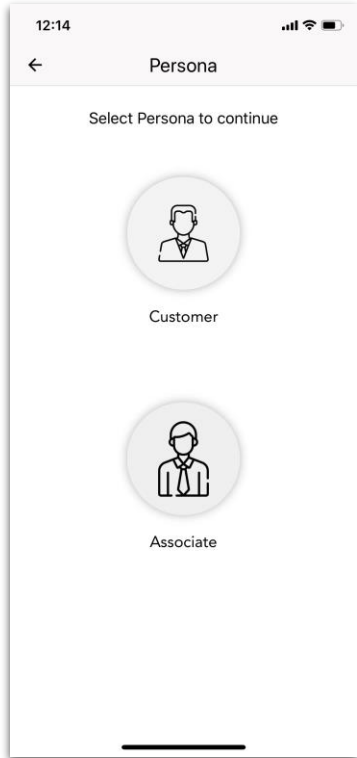 12:14
Persona
Select Persona to continue
Customer
Associate